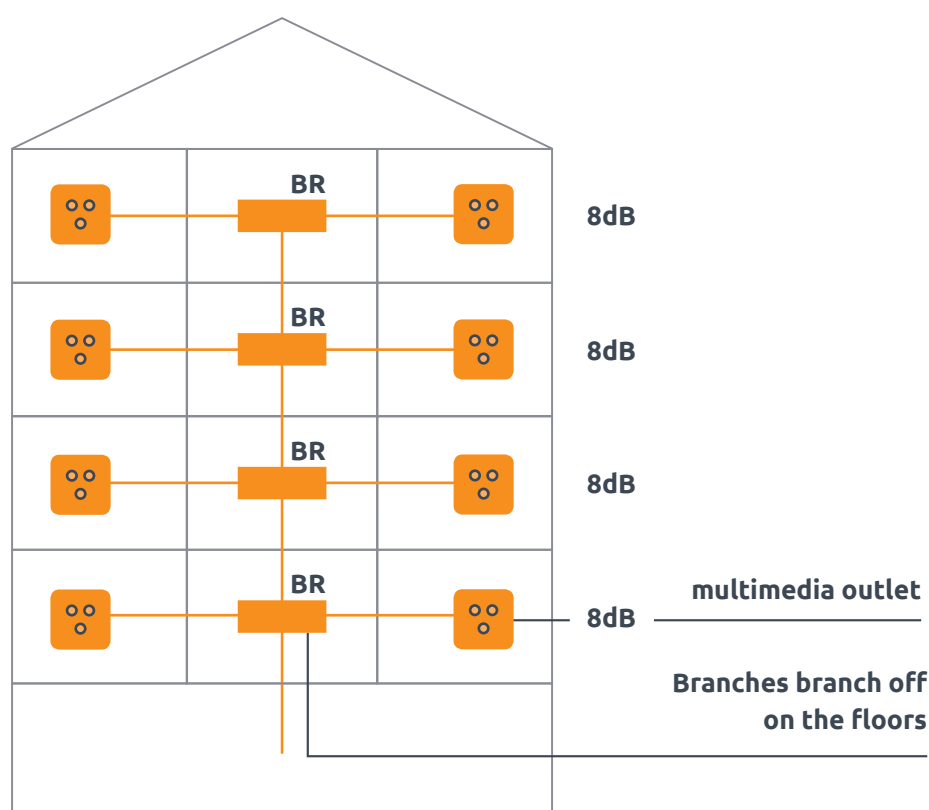 BR
8dB
BR
8dB
BR
8dB
BR
8dB
multimedia outlet
Branches branch off
on the floors